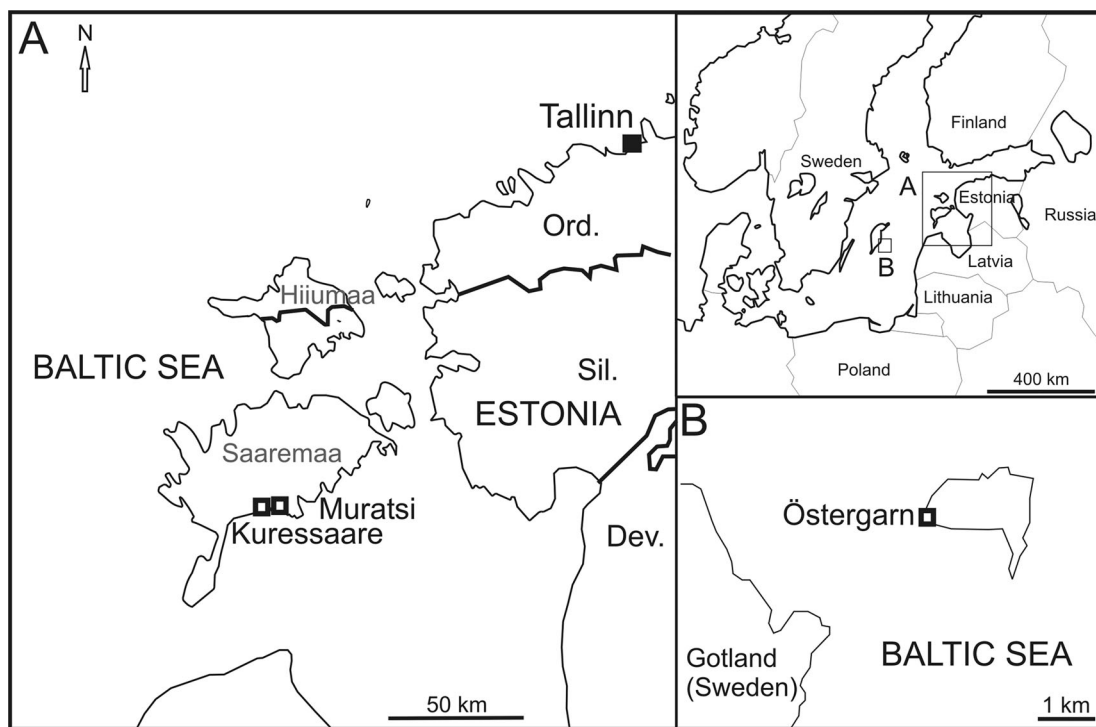 A
N
Tallinn
Ord.
Hiiumaa
BALTIC SEA
Sil.
ESTONIA
Saaremaa
Muratsi
Kuressaare
Dev.
50 km
Finland
Sweden
A
Estonia
Russia
B
Latvia
Lithuania
Poland
400 km
B
Östergarn
BALTIC SEA
Gotland
(Sweden)
1 km